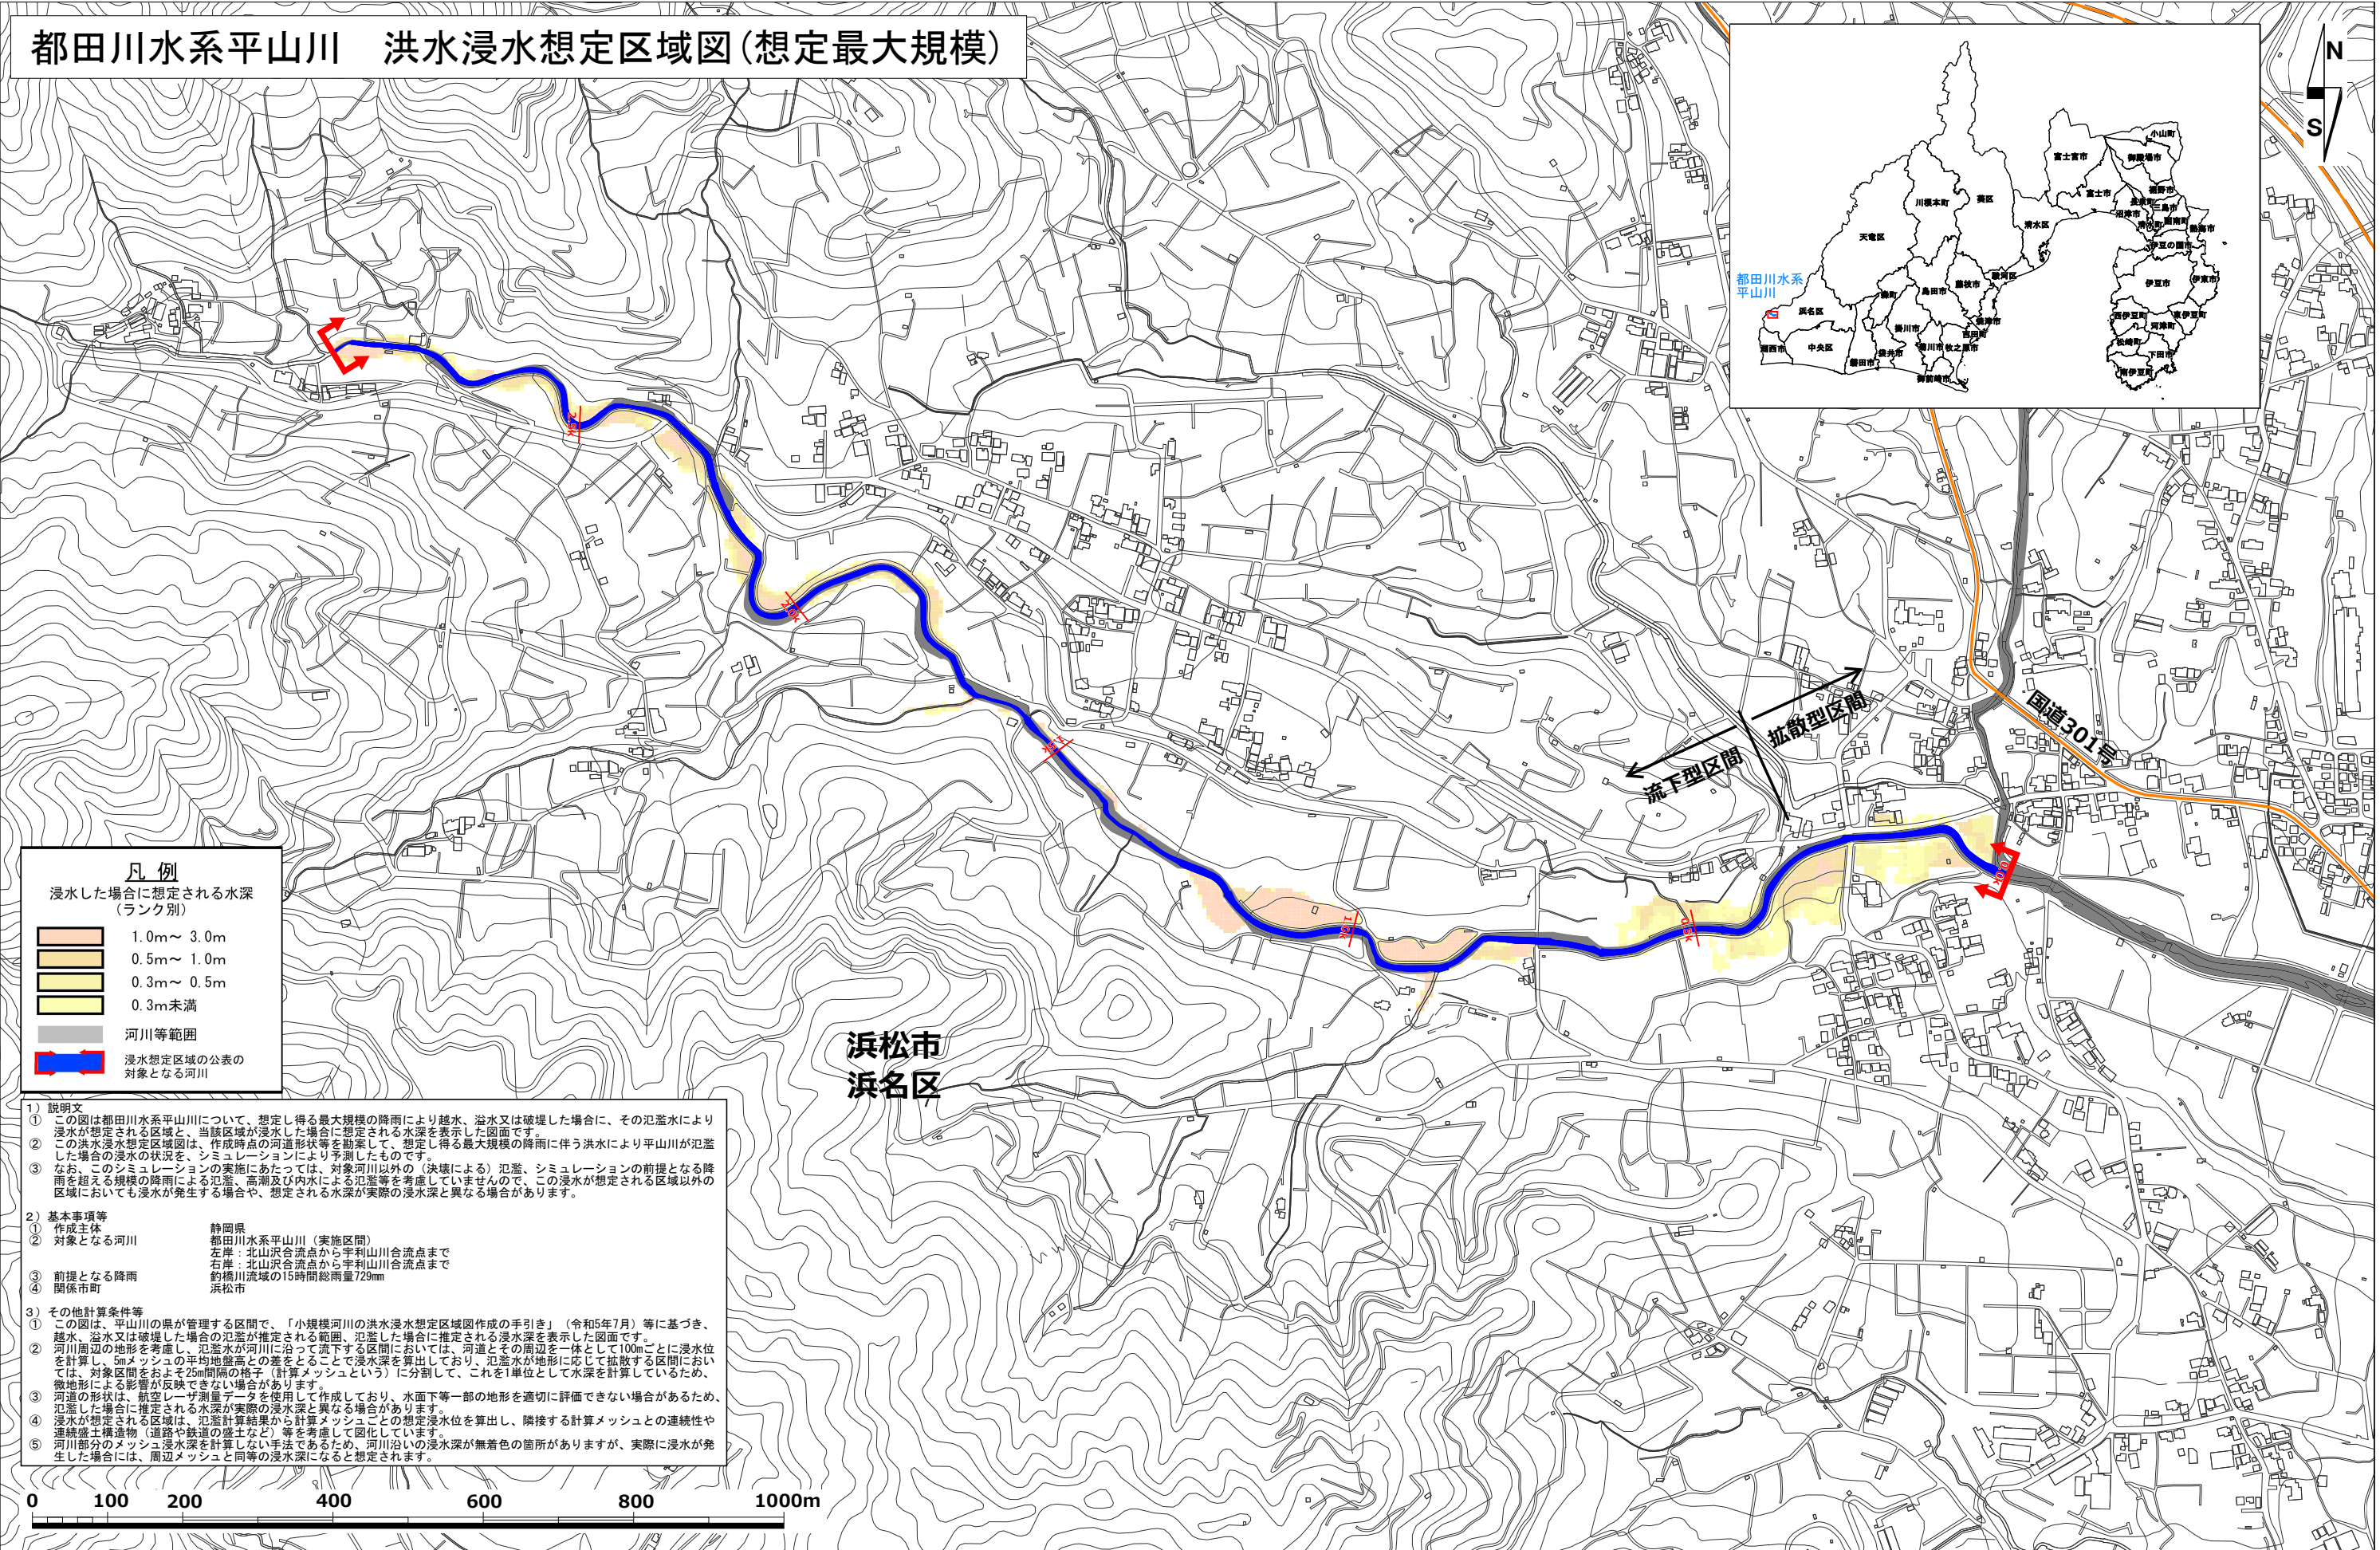 都田川水系平山川　洪水浸水想定区域図(想定最大規模)
N
S
小山町
富士宮市
御殿場市
裾野市
富士市
長泉町
三島市
沼津市
清水町
函南町
熱海市
伊豆の国市
川根本町
葵区
清水区
天竜区
駿河区
伊豆市
伊東市
藤枝市
島田市
森町
都田川水系
平山川
浜名区
西伊豆町
東伊豆町
河津町
焼津市
吉田町
掛川市
湖西市
中央区
菊川市
牧之原市
袋井市
磐田市
松崎町
下田市
御前崎市
南伊豆町
2.5k
2.0k
1.5k
1.0k
0.5k
0.0k
拡散型区間
流下型区間
国道301号
浜松市
浜名区
凡 例
浸水した場合に想定される水深
(ランク別)
1.0m～ 3.0m
0.5m～ 1.0m
0.3m～ 0.5m
0.3m未満
河川等範囲
浸水想定区域の公表の
対象となる河川
1）説明文
① この図は都田川水系平山川について、想定し得る最大規模の降雨により越水、溢水又は破堤した場合に、その氾濫水により
浸水が想定される区域と、当該区域が浸水した場合に想定される水深を表示した図面です。
② この洪水浸水想定区域図は、作成時点の河道形状等を勘案して、想定し得る最大規模の降雨に伴う洪水により平山川が氾濫
した場合の浸水の状況を、シミュレーションにより予測したものです。
③ なお、このシミュレーションの実施にあたっては、対象河川以外の（決壊による）氾濫、シミュレーションの前提となる降
雨を超える規模の降雨による氾濫、高潮及び内水による氾濫等を考慮していませんので、この浸水が想定される区域以外の
区域においても浸水が発生する場合や、想定される水深が実際の浸水深と異なる場合があります。
2）基本事項等
① 作成主体 静岡県
② 対象となる河川 都田川水系平山川（実施区間）
左岸：北山沢合流点から宇利山川合流点まで
右岸：北山沢合流点から宇利山川合流点まで
③ 前提となる降雨 釣橋川流域の15時間総雨量729mm
④ 関係市町 浜松市
3）その他計算条件等
① この図は、平山川の県が管理する区間で、「小規模河川の洪水浸水想定区域図作成の手引き」（令和5年7月）等に基づき、
越水、溢水又は破堤した場合の氾濫が推定される範囲、氾濫した場合に推定される浸水深を表示した図面です。
② 河川周辺の地形を考慮し、氾濫水が河川に沿って流下する区間においては、河道とその周辺を一体として100mごとに浸水位
を計算し、5mメッシュの平均地盤高との差をとることで浸水深を算出しており、氾濫水が地形に応じて拡散する区間におい
ては、対象区間をおよそ25m間隔の格子（計算メッシュという）に分割して、これを1単位として水深を計算しているため、
微地形による影響が反映できない場合があります。
③ 河道の形状は、航空レーザ測量データを使用して作成しており、水面下等一部の地形を適切に評価できない場合があるため、
氾濫した場合に推定される水深が実際の浸水深と異なる場合があります。
④ 浸水が想定される区域は、氾濫計算結果から計算メッシュごとの想定浸水位を算出し、隣接する計算メッシュとの連続性や
連続盛土構造物（道路や鉄道の盛土など）等を考慮して図化しています。
⑤ 河川部分のメッシュ浸水深を計算しない手法であるため、河川沿いの浸水深が無着色の箇所がありますが、実際に浸水が発
生した場合には、周辺メッシュと同等の浸水深になると想定されます。
0 100 200 400 600 800 1000m